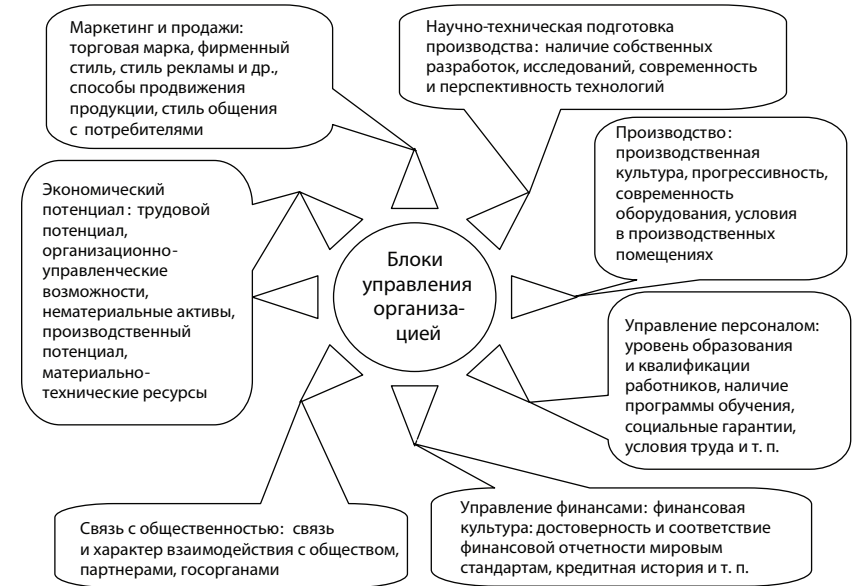 Маркетинг и продажи:
торговая марка, фирменный
стиль, стиль рекламы и др.,
способы продвижения
продукции, стиль общения
с потребителями
Научно-техническая подготовка
производства: наличие собственных
разработок, исследований, современность
и перспективность технологий
Производство:
производственная
культура, прогрессивность,
современность
оборудования, условия
в производственных
помещениях
Экономический
потенциал: трудовой
потенциал,
организационно-
управленческие
возможности,
нематериальные активы,
производственный
потенциал,
материально-
технические ресурсы
Блоки
управления
организа-
цией
Управление персоналом:
уровень образования
и квалификации
работников, наличие
программы обучения,
социальные гарантии,
условия труда и т. п.
Связь с общественностью: связь
и характер взаимодействия с обществом,
партнерами, госорганами
Управление финансами: финансовая
культура: достоверность и соответствие
финансовой отчетности мировым
стандартам, кредитная история и т. п.